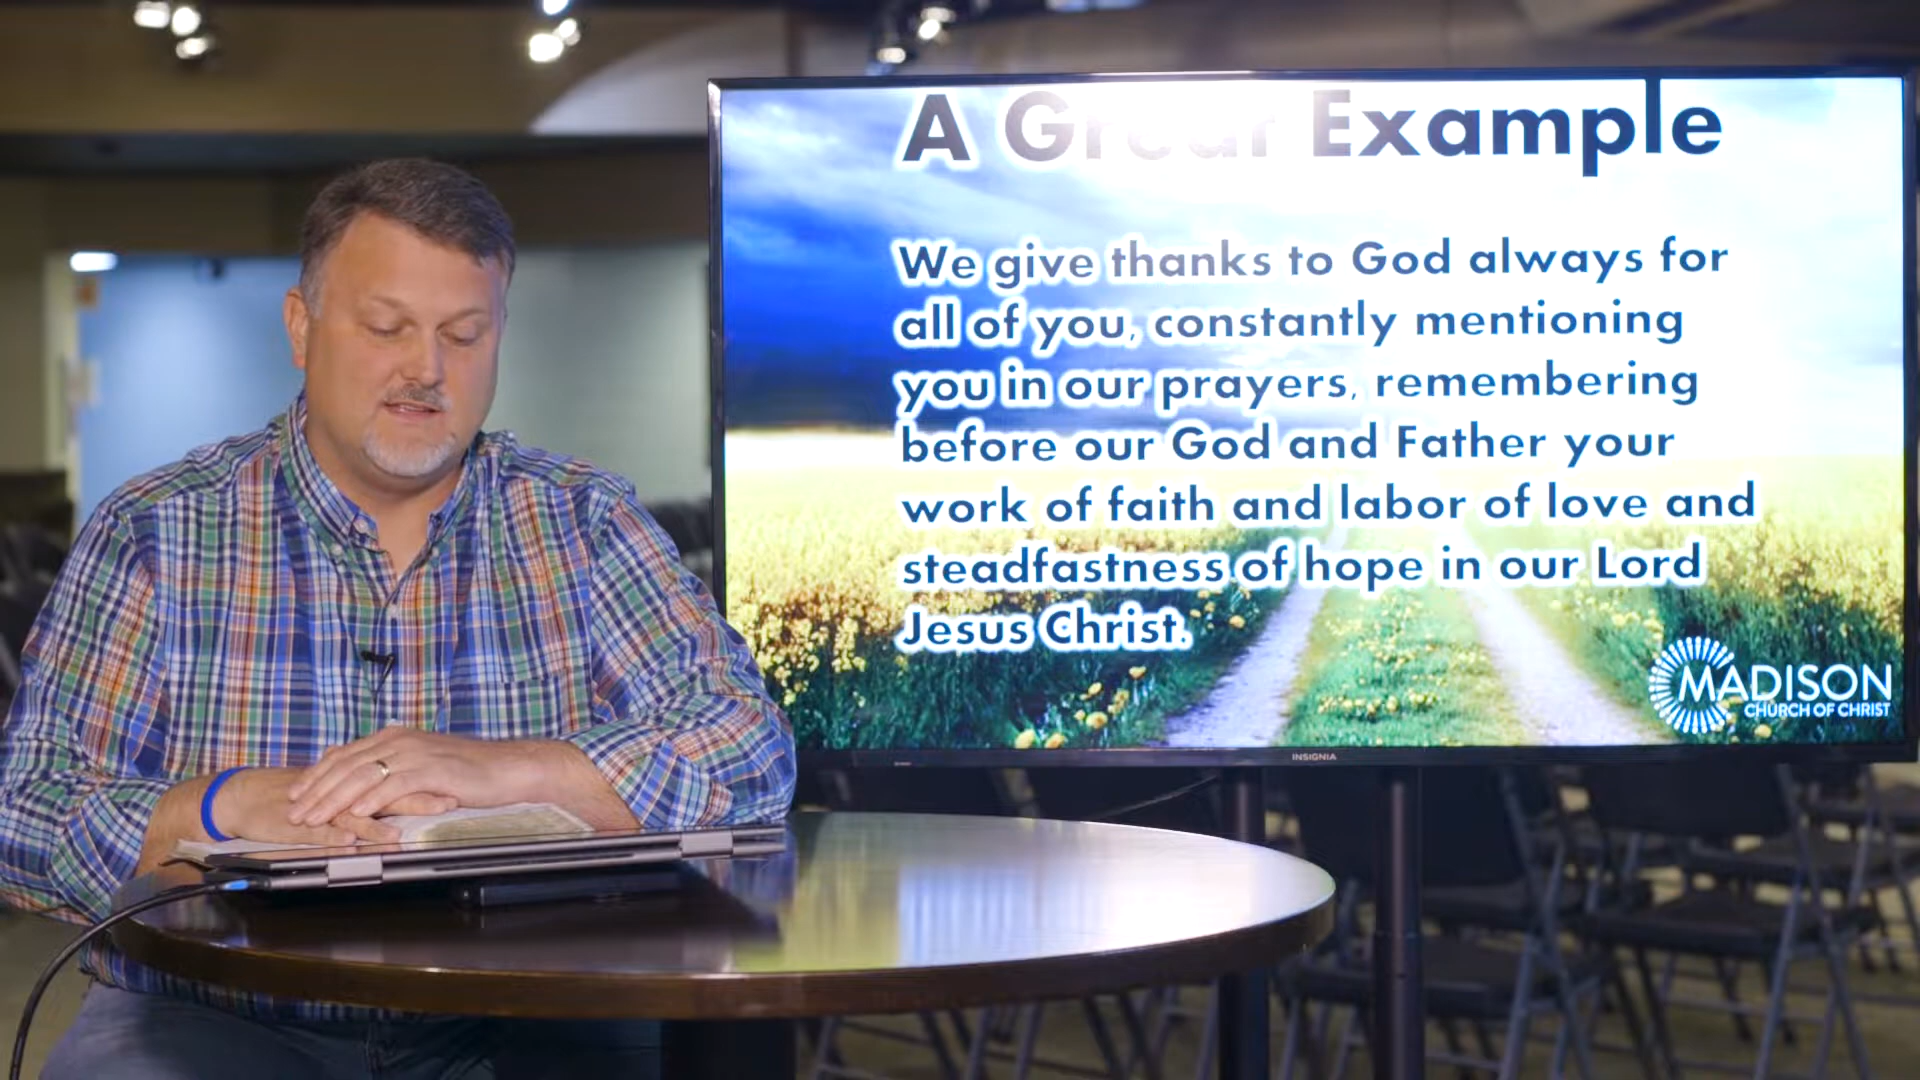 A Great Example
We give thanks to God always for
all of you, constantly mentioning
you in our prayers, remembering
before our God and Father your
work of faith and labor of love and
steadfastness of hope in our Lord
Jesus Christ.
MADISON
CHURCH OF CHRIST
INSIGNIA